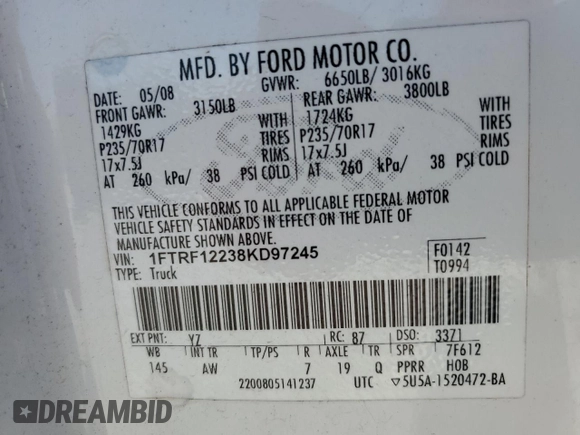 MFD. BY FORD MOTOR CO.
DATE: 05/08 GVWR: 6650LB/ 3016KG
FRONT GAWR: 3150LB REAR GAWR: 3800LB
1429KG WITH 1724KG WITH
P235/70R17 TIRES P235/70R17 TIRES
17x7.5J RIMS 17x7.5J RIMS
AT 260 kPa/ 38 PSI COLD AT 260 kPa/ 38 PSI COLD
THIS VEHICLE CONFORMS TO ALL APPLICABLE FEDERAL MOTOR
VEHICLE SAFETY STANDARDS IN EFFECT ON THE DATE OF
MANUFACTURE SHOWN ABOVE.
VIN: 1FTRF12238KD97245 F0142
TYPE: Truck T0994
EXT PNT: YZ RC: 87 DSO: 3371
WB INT TR TP/PS R AXLE TR SPR 7F612
145 AW 7 19 Q PPRR HOB
2200805141237 UTC ▽5U5A-1520472-BA
Ford
DREAMBID